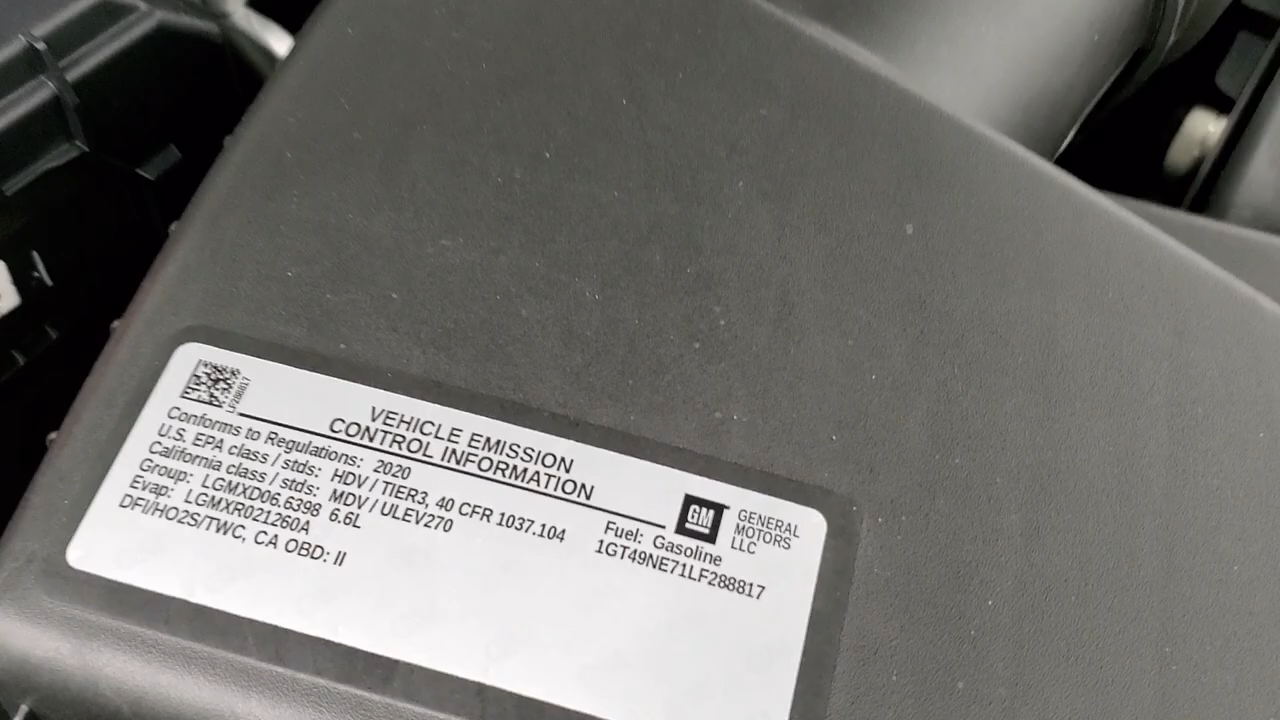 LF288817
VEHICLE EMISSION
CONTROL INFORMATION
Conforms to Regulations: 2020
U.S. EPA class / stds: HDV / TIER3, 40 CFR 1037.104
California class / stds: MDV / ULEV270
Group: LGMXD06.6398 6.6L
Evap: LGMXR021260A
DFI/HO2S/TWC, CA OBD: II
Fuel: Gasoline
1GT49NE71LF288817
GM
GENERAL
MOTORS
LLC